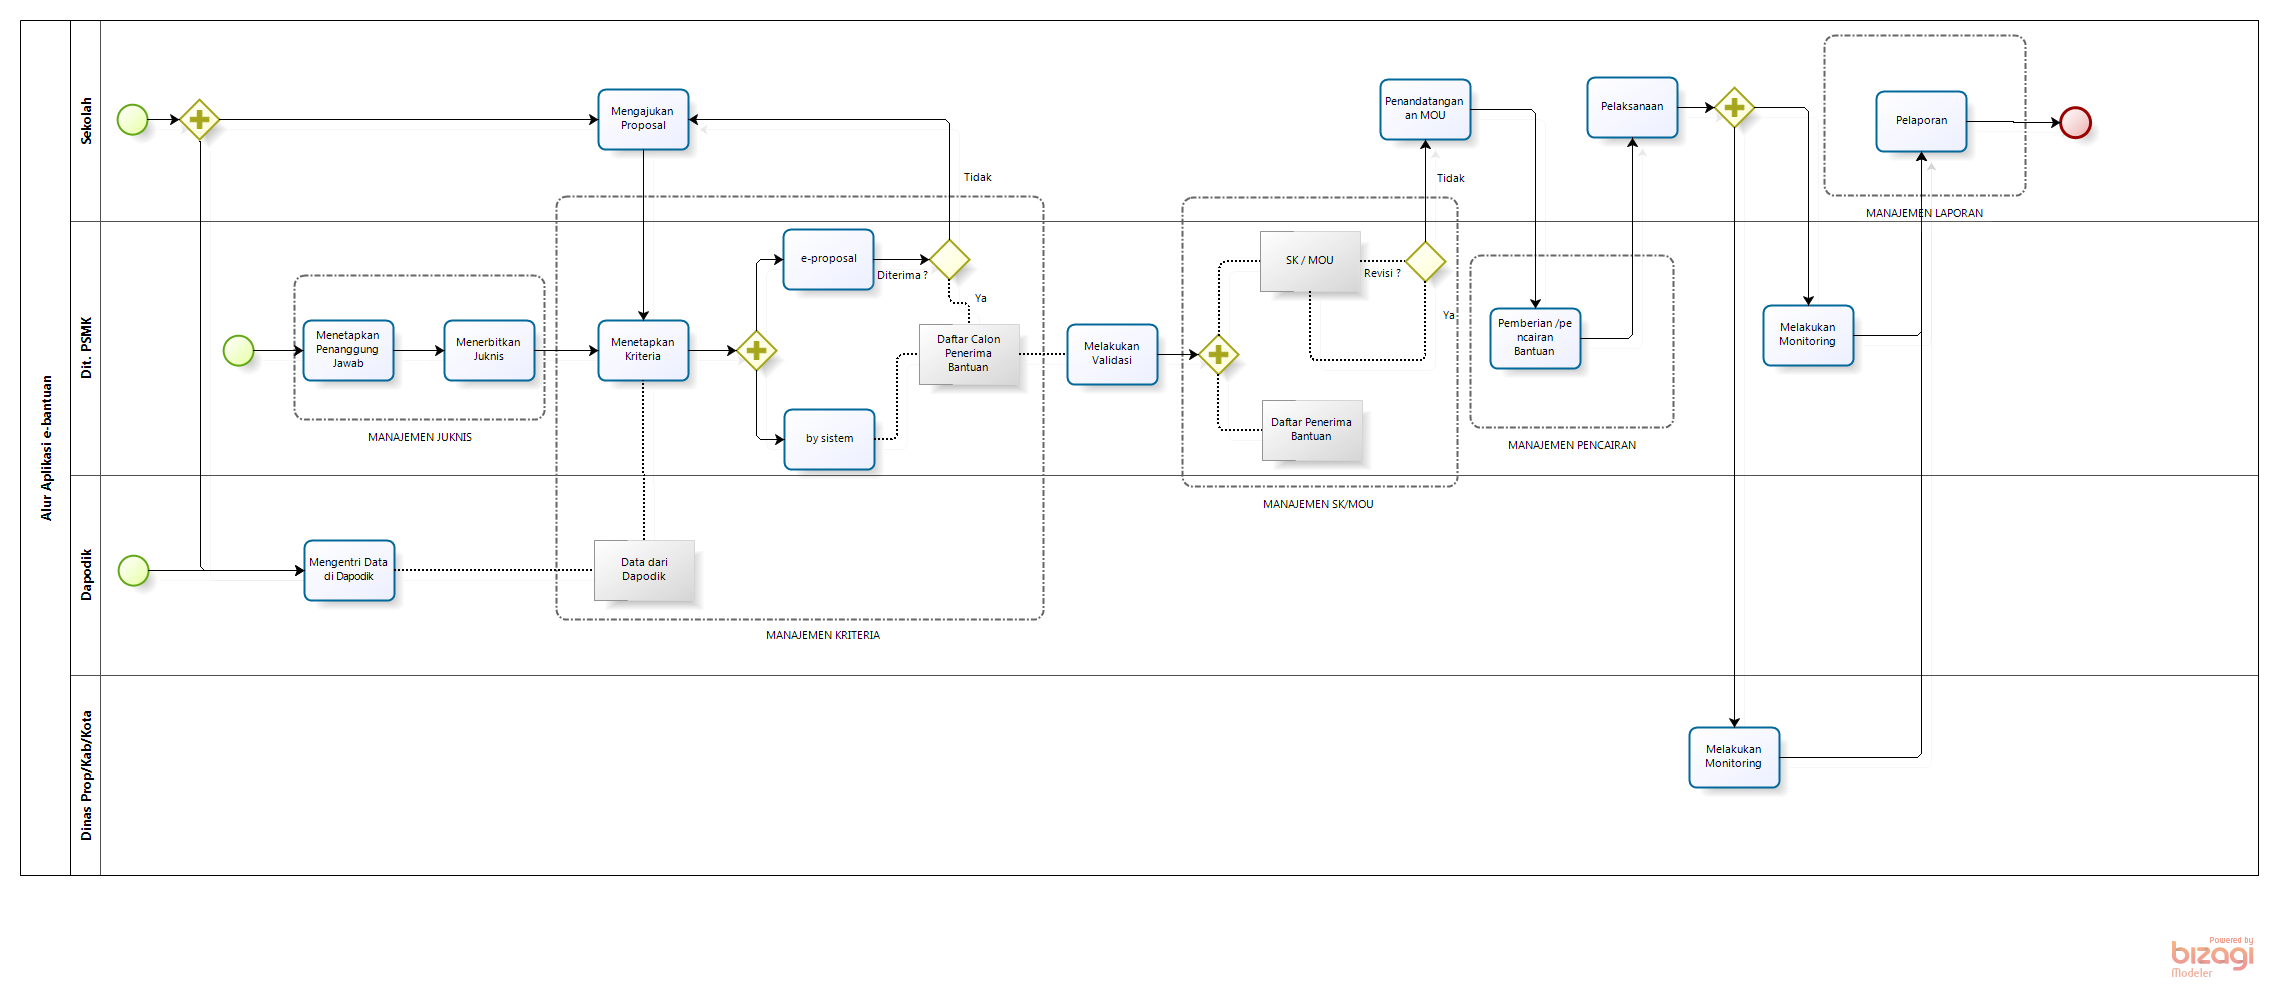 Alur Aplikasi e-bantuan
Sekolah
Mengajukan
Proposal
Tidak
Penandatangan
an MOU
Tidak
Pelaksanaan
Pelaporan
MANAJEMEN LAPORAN
Dit. PSMK
Menetapkan
Penanggung
Jawab
Menerbitkan
Juknis
MANAJEMEN JUKNIS
Menetapkan
Kriteria
e-proposal
Diterima ?
Ya
by sistem
Daftar Calon
Penerima
Bantuan
Melakukan
Validasi
SK / MOU
Revisi ?
Ya
Daftar Penerima
Bantuan
MANAJEMEN SK/MOU
Pemberian /pe
ncairan
Bantuan
MANAJEMEN PENCAIRAN
Melakukan
Monitoring
Dapodik
Mengentri Data
di Dapodik
Data dari
Dapodik
MANAJEMEN KRITERIA
Dinas Prop/Kab/Kota
Melakukan
Monitoring
Powered by
bizagi
Modeler